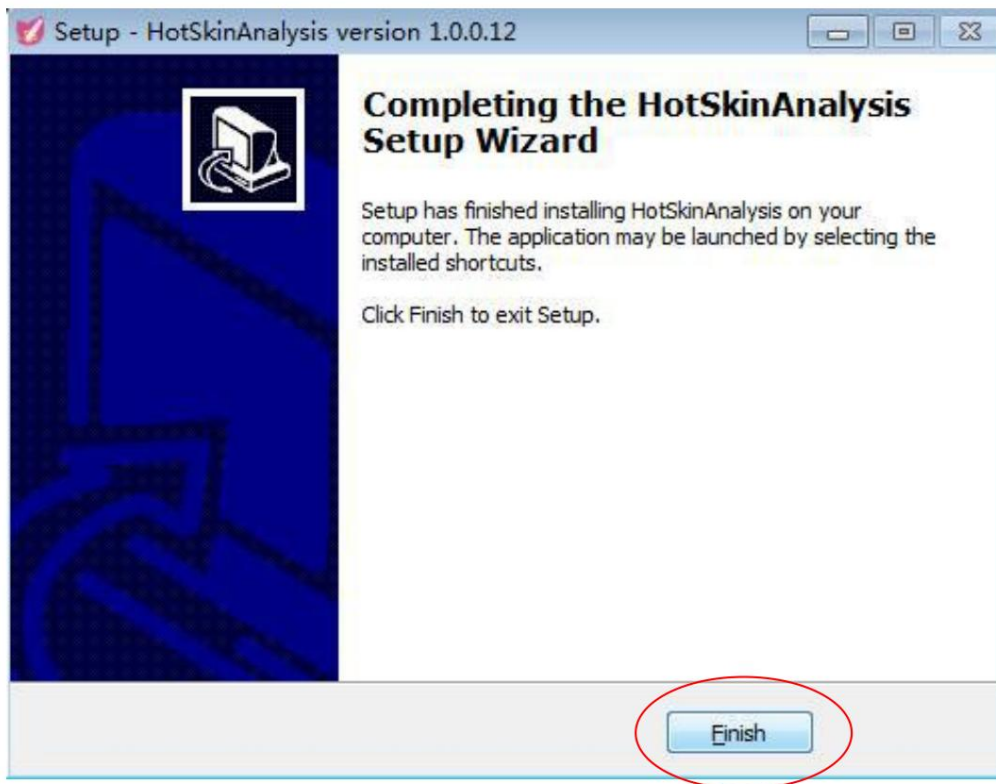 Setup - HotSkinAnalysis version 1.0.0.12
Completing the HotSkinAnalysis
Setup Wizard
Setup has finished installing HotSkinAnalysis on your
computer. The application may be launched by selecting the
installed shortcuts.
Click Finish to exit Setup.
Finish